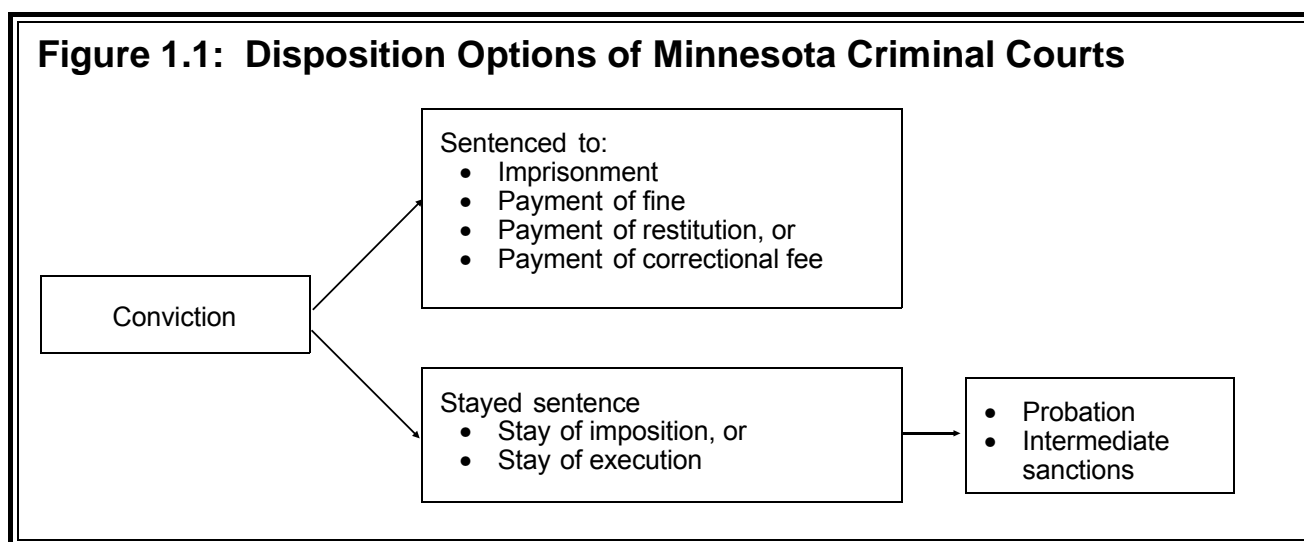 Figure 1.1: Disposition Options of Minnesota Criminal Courts
Sentenced to:
• Imprisonment
• Payment of fine
• Payment of restitution, or
• Payment of correctional fee
Conviction
Stayed sentence
• Stay of imposition, or
• Stay of execution
• Probation
• Intermediate
sanctions